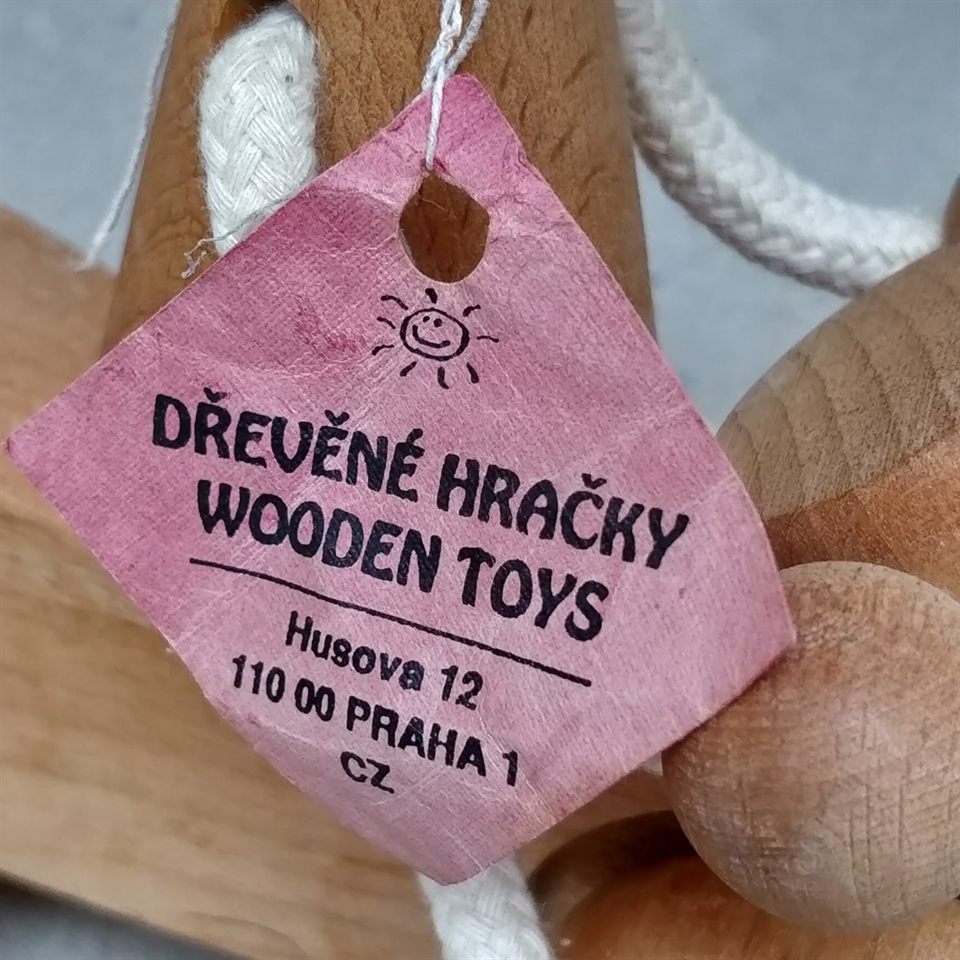 DŘEVĚNÉ HRAČKY
WOODEN TOYS
Husova 12
110 00 PRAHA 1
CZ